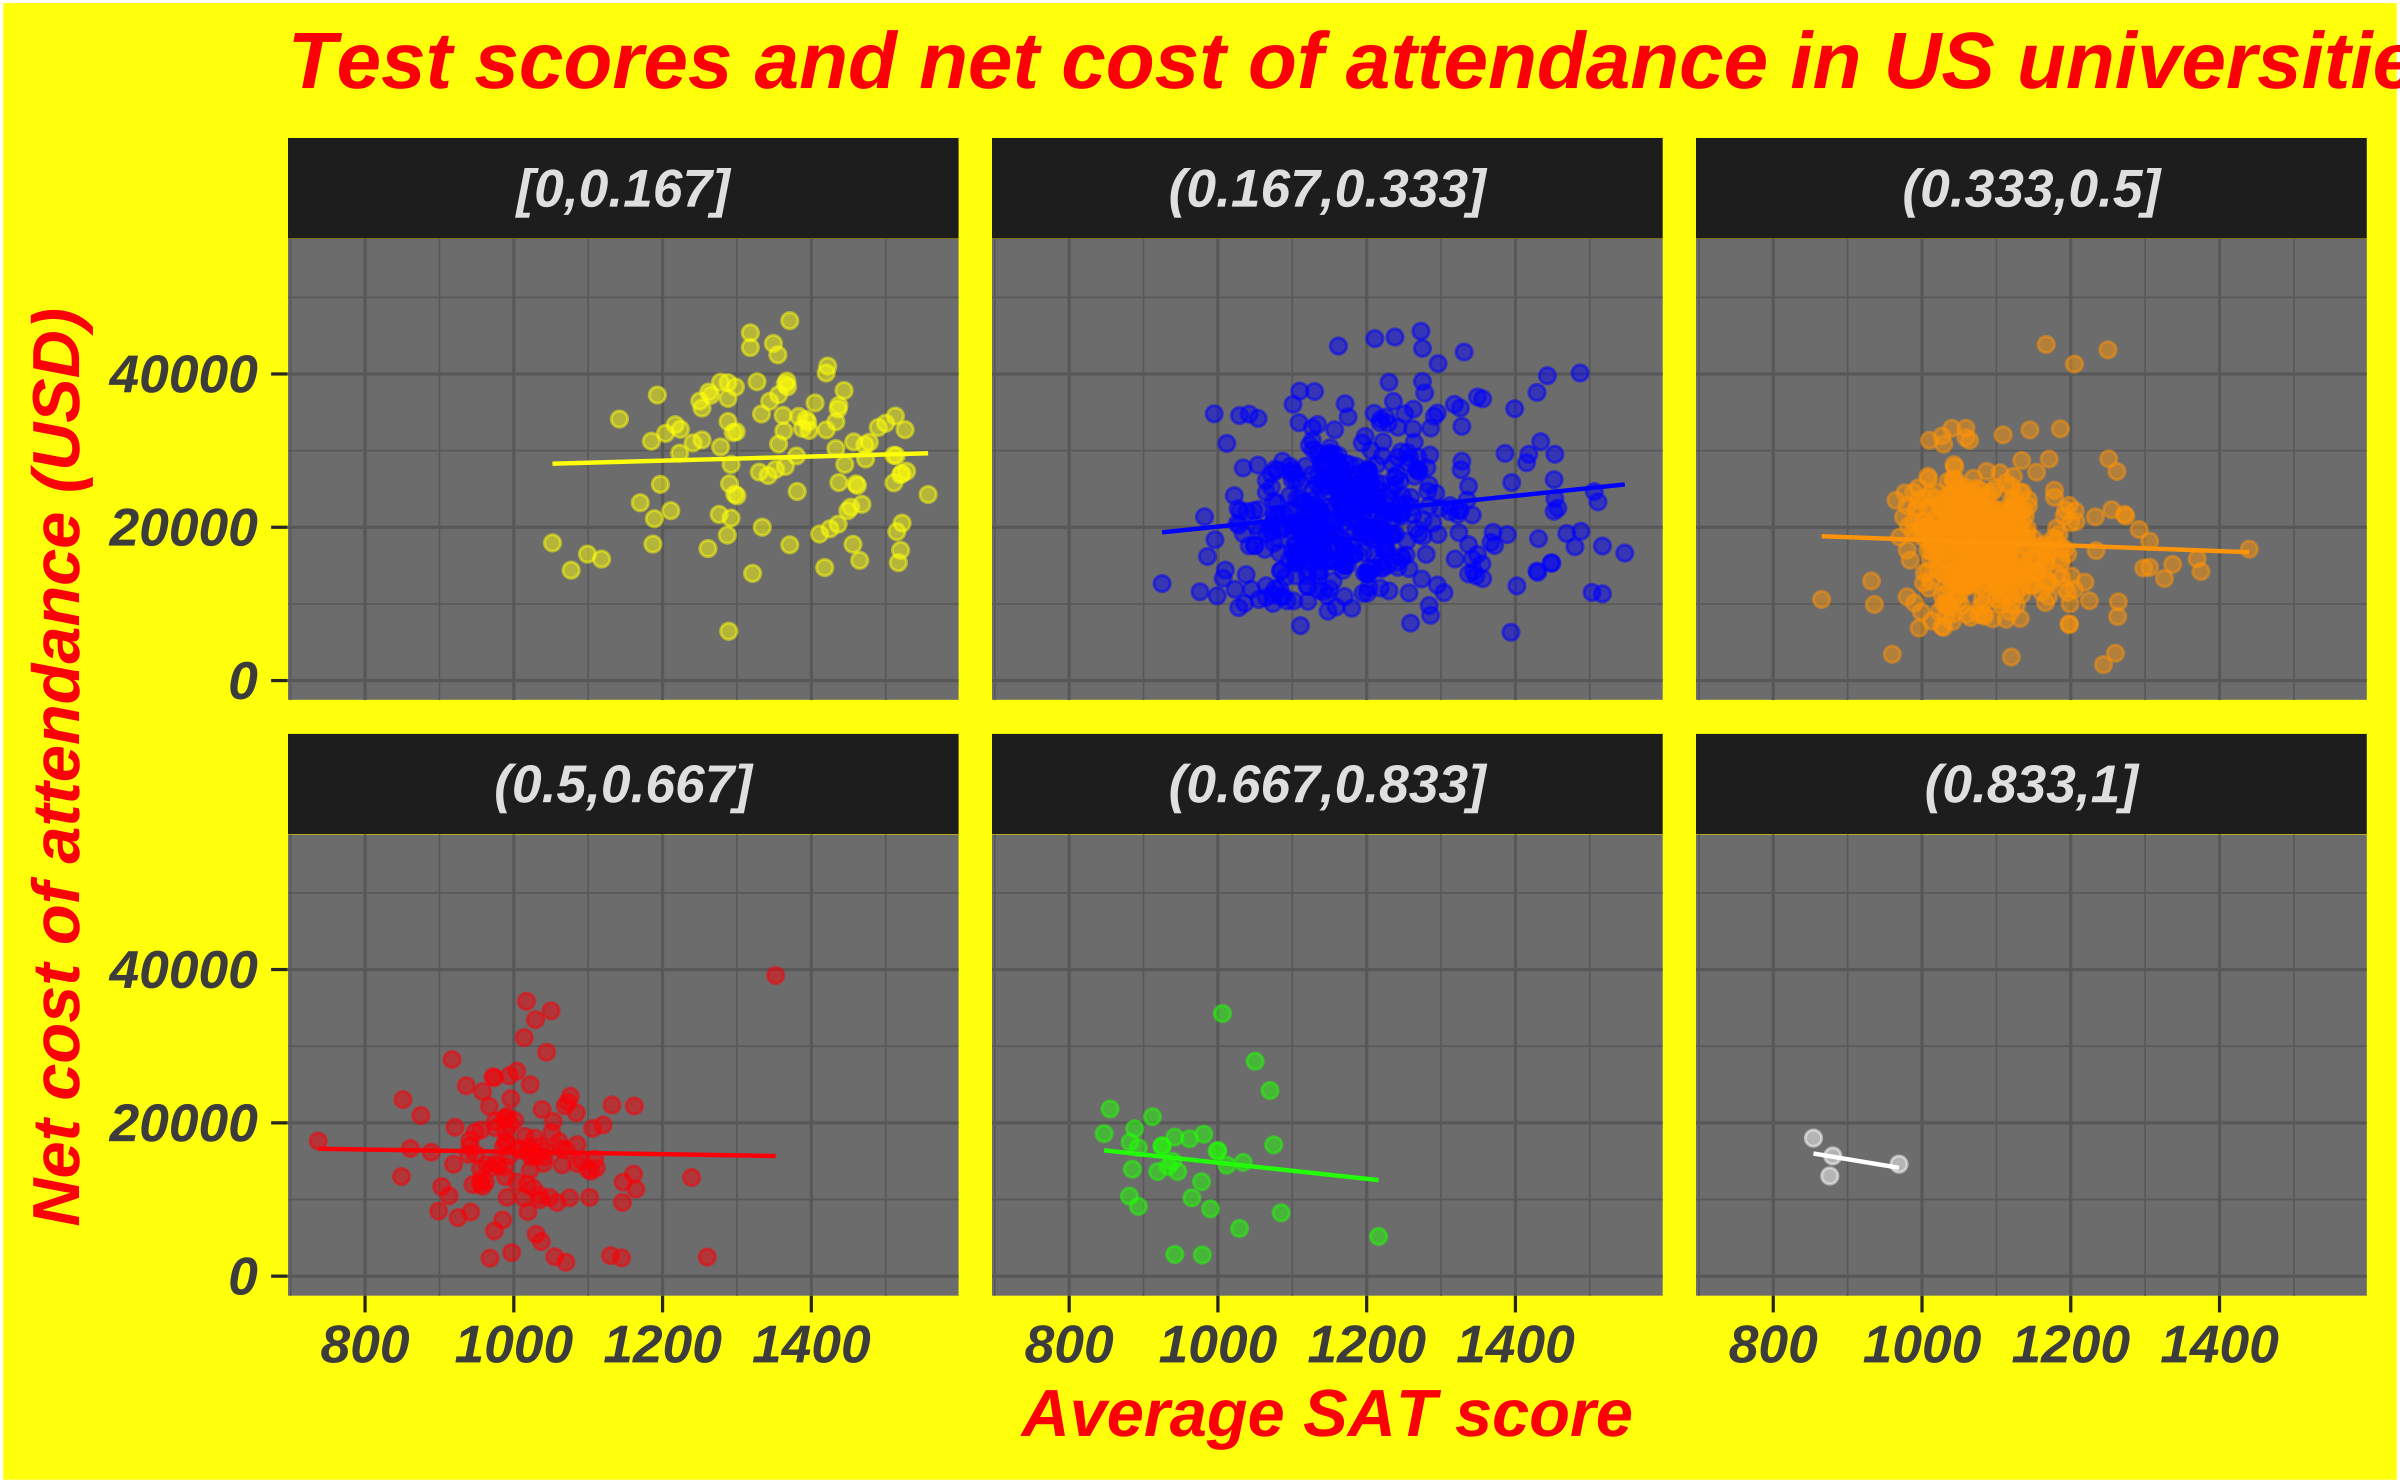 Test scores and net cost of attendance in US universitie
[0,0.167]
(0.167,0.333]
(0.333,0.5]
40000
20000
0
(0.5,0.667]
(0.667,0.833]
(0.833,1]
40000
20000
0
800 1000 1200 1400
800 1000 1200 1400
800 1000 1200 1400
Average SAT score
Net cost of attendance (USD)